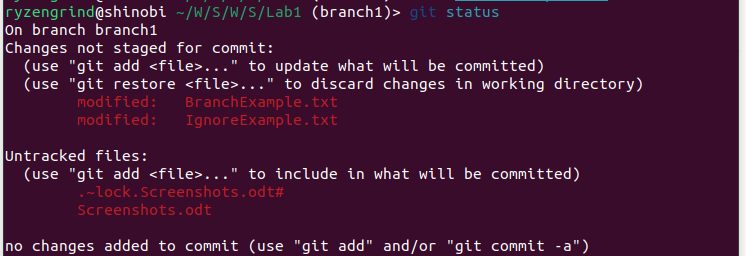 ryzengrind@shinobi ~/W/S/W/S/Lab1 (branch1)> git status
On branch branch1
Changes not staged for commit:
  (use "git add <file>..." to update what will be committed)
  (use "git restore <file>..." to discard changes in working directory)
        modified:   BranchExample.txt
        modified:   IgnoreExample.txt

Untracked files:
  (use "git add <file>..." to include in what will be committed)
        .~lock.Screenshots.odt#
        Screenshots.odt

no changes added to commit (use "git add" and/or "git commit -a")